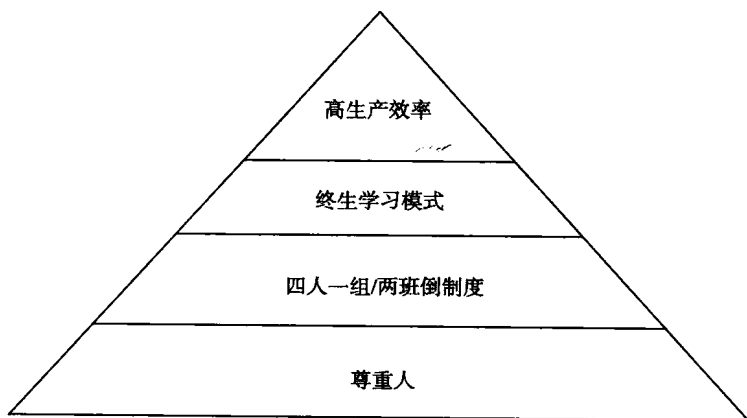 高生产效率
终生学习模式
四人一组/两班倒制度
尊重人